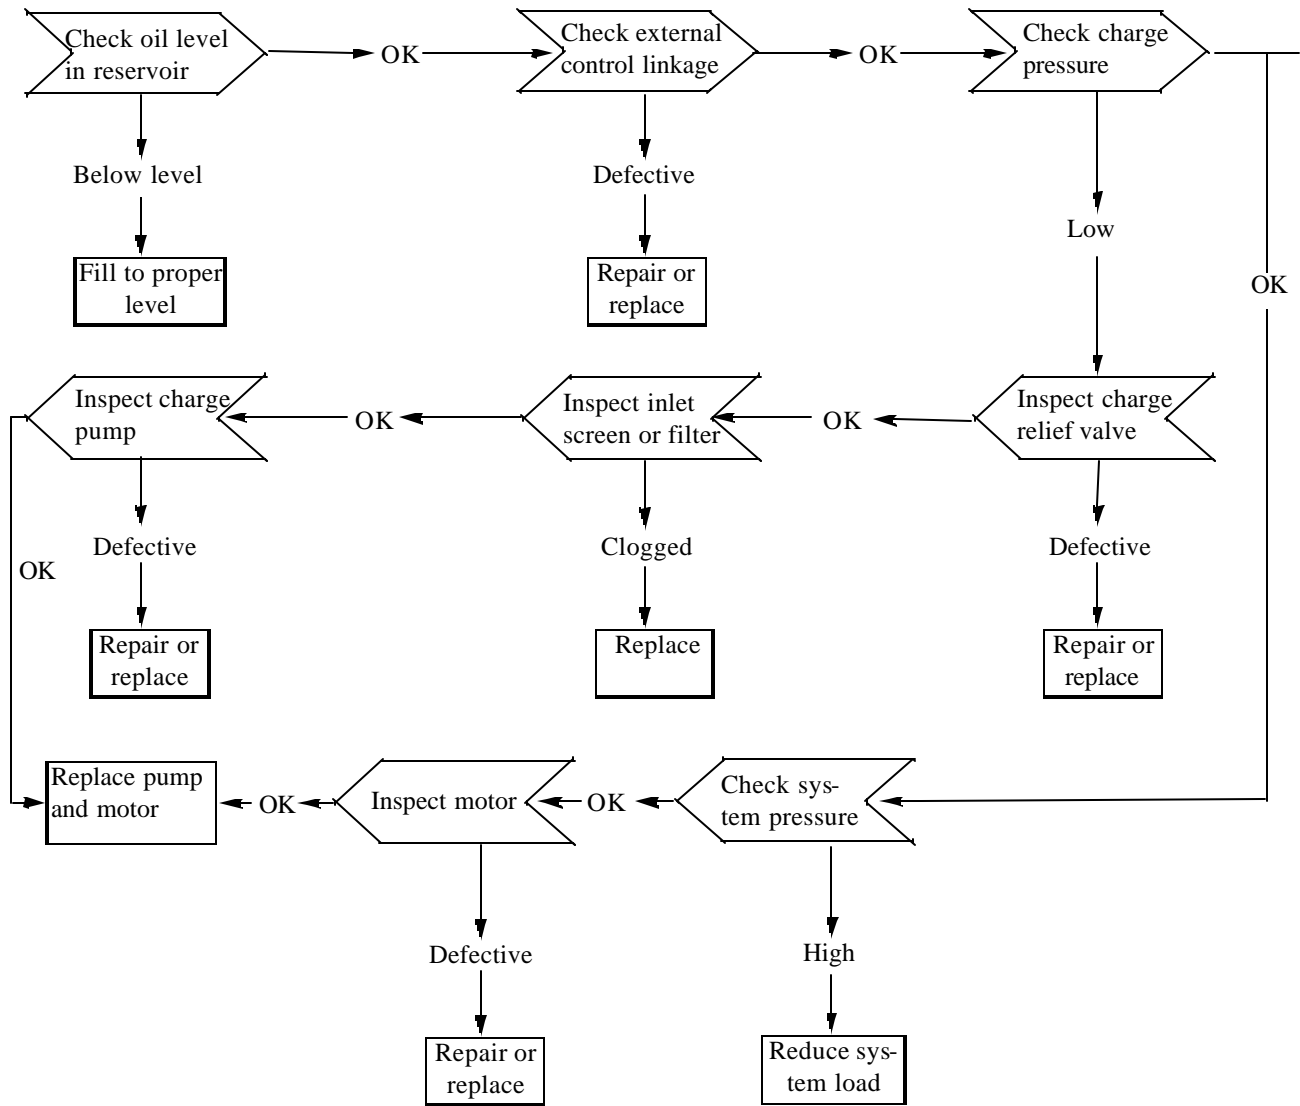 Check oil level
in reservoir
OK
Check external
control linkage
OK
Check charge
pressure
Below level
Defective
Low
Fill to proper
level
Repair or
replace
OK
Inspect charge
pump
OK
Inspect inlet
screen or filter
OK
Inspect charge
relief valve
Defective
Clogged
Defective
OK
Repair or
replace
Replace
Repair or
replace
Replace pump
and motor
OK
Inspect motor
OK
Check sys-
tem pressure
Defective
High
Repair or
replace
Reduce sys-
tem load